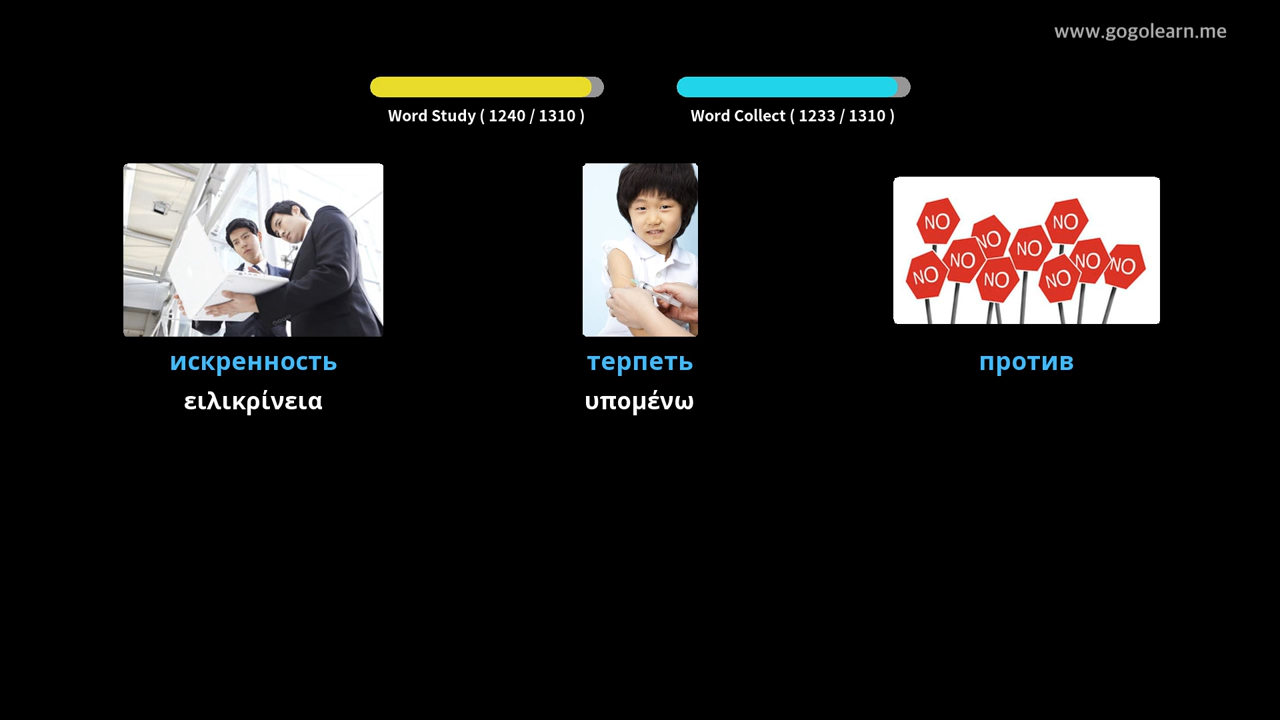 www.gogolearn.me
Word Study ( 1240 / 1310 )
Word Collect ( 1233 / 1310 )
NO
NO
NO
NO
NO
NO
NO
NO
NO
NO
искренность
терпеть
против
ειλικρίνεια
υπομένω